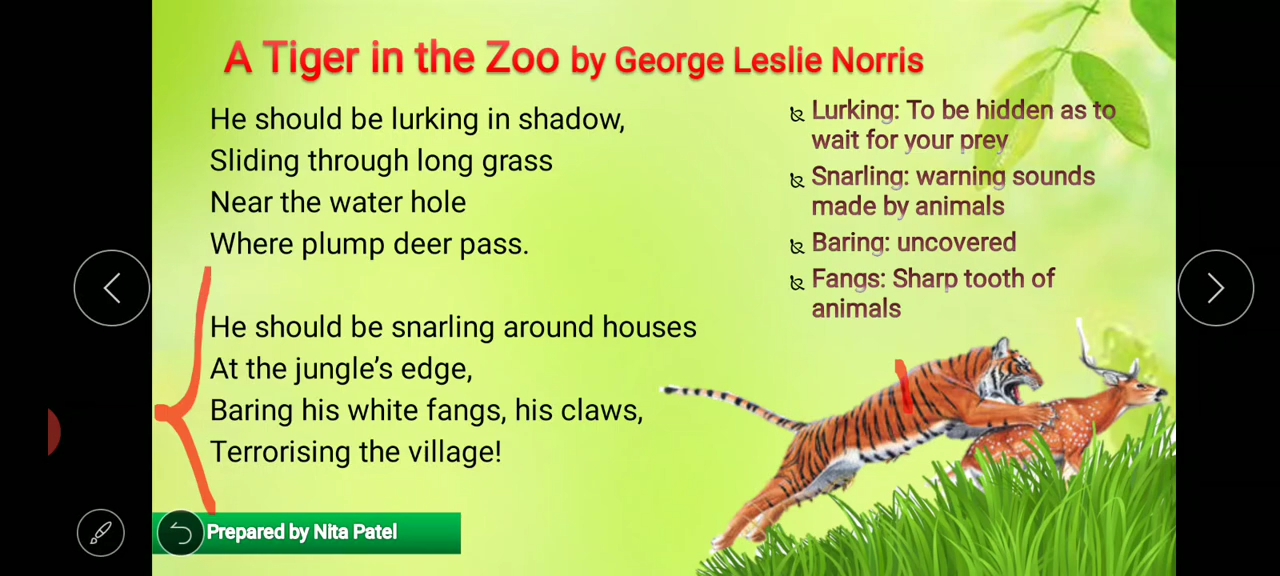 A Tiger in the Zoo by George Leslie Norris
He should be lurking in shadow,
Sliding through long grass
Near the water hole
Where plump deer pass.
He should be snarling around houses
At the jungle’s edge,
Baring his white fangs, his claws,
Terrorising the village!
Lurking: To be hidden as to
wait for your prey
Snarling: warning sounds
made by animals
Baring: uncovered
Fangs: Sharp tooth of
animals
Prepared by Nita Patel